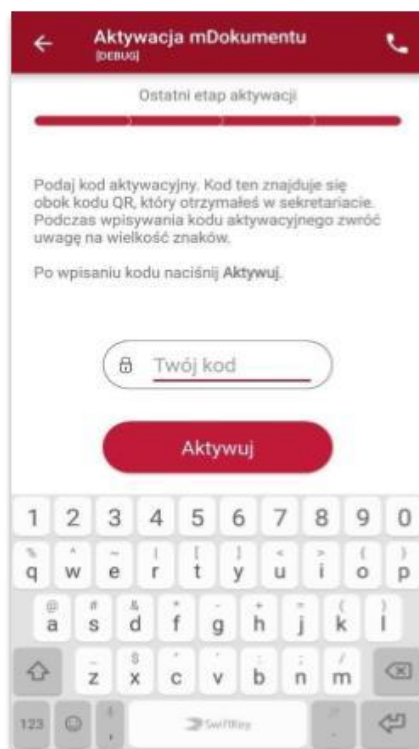 Aktywacja mDokumentu
[DEBUG]
Ostatni etap aktywacji
Podaj kod aktywacyjny. Kod ten znajduje się
obok kodu QR, który otrzymałeś w sekretariacie.
Podczas wpisywania kodu aktywacyjnego zwróć
uwagę na wielkość znaków.
Po wpisaniu kodu naciśnij Aktywuj.
Twój kod
Aktywuj
1 2 3 4 5 6 7 8 9 0
q w e r t y u i o p
a s d f g h j k l
z x c v b n m
123 , SwiftKey .